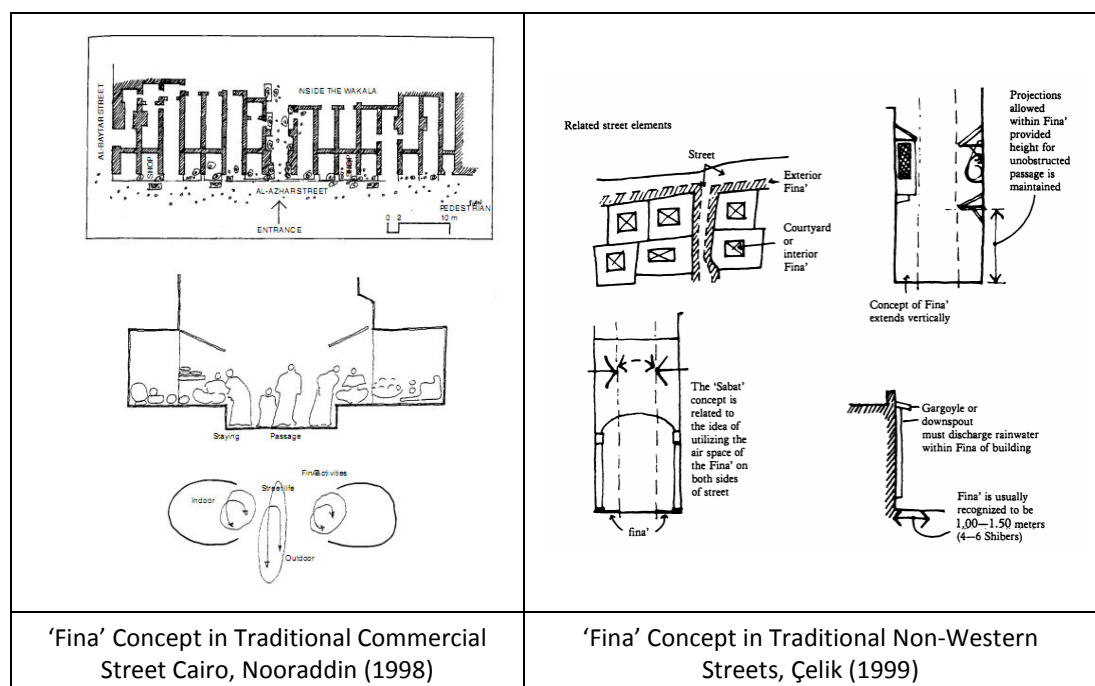 AL-BAYTAR STREET
INSIDE THE WAKALA
SHOP
SHOP
AL-AZHAR STREET
PEDESTRIAN
0 2 10 m
ENTRANCE
Staying Passage
Fina Activities
Street life
Indoor
Outdoor
Related street elements
Street
Exterior
Fina'
Courtyard
or
interior
Fina'
Projections
allowed
within Fina'
provided
height for
unobstructed
passage is
maintained
Concept of Fina'
extends vertically
The 'Sabat'
concept is
related to
the idea of
utilizing the
air space of
the Fina' on
both sides
of street
fina'
Gargoyle or
downspout
must discharge rainwater
within Fina of building
Fina' is usually
recognized to be
1,00—1.50 meters
(4—6 Shibers)
'Fina' Concept in Traditional Commercial
Street Cairo, Nooraddin (1998)
'Fina' Concept in Traditional Non-Western
Streets, Çelik (1999)